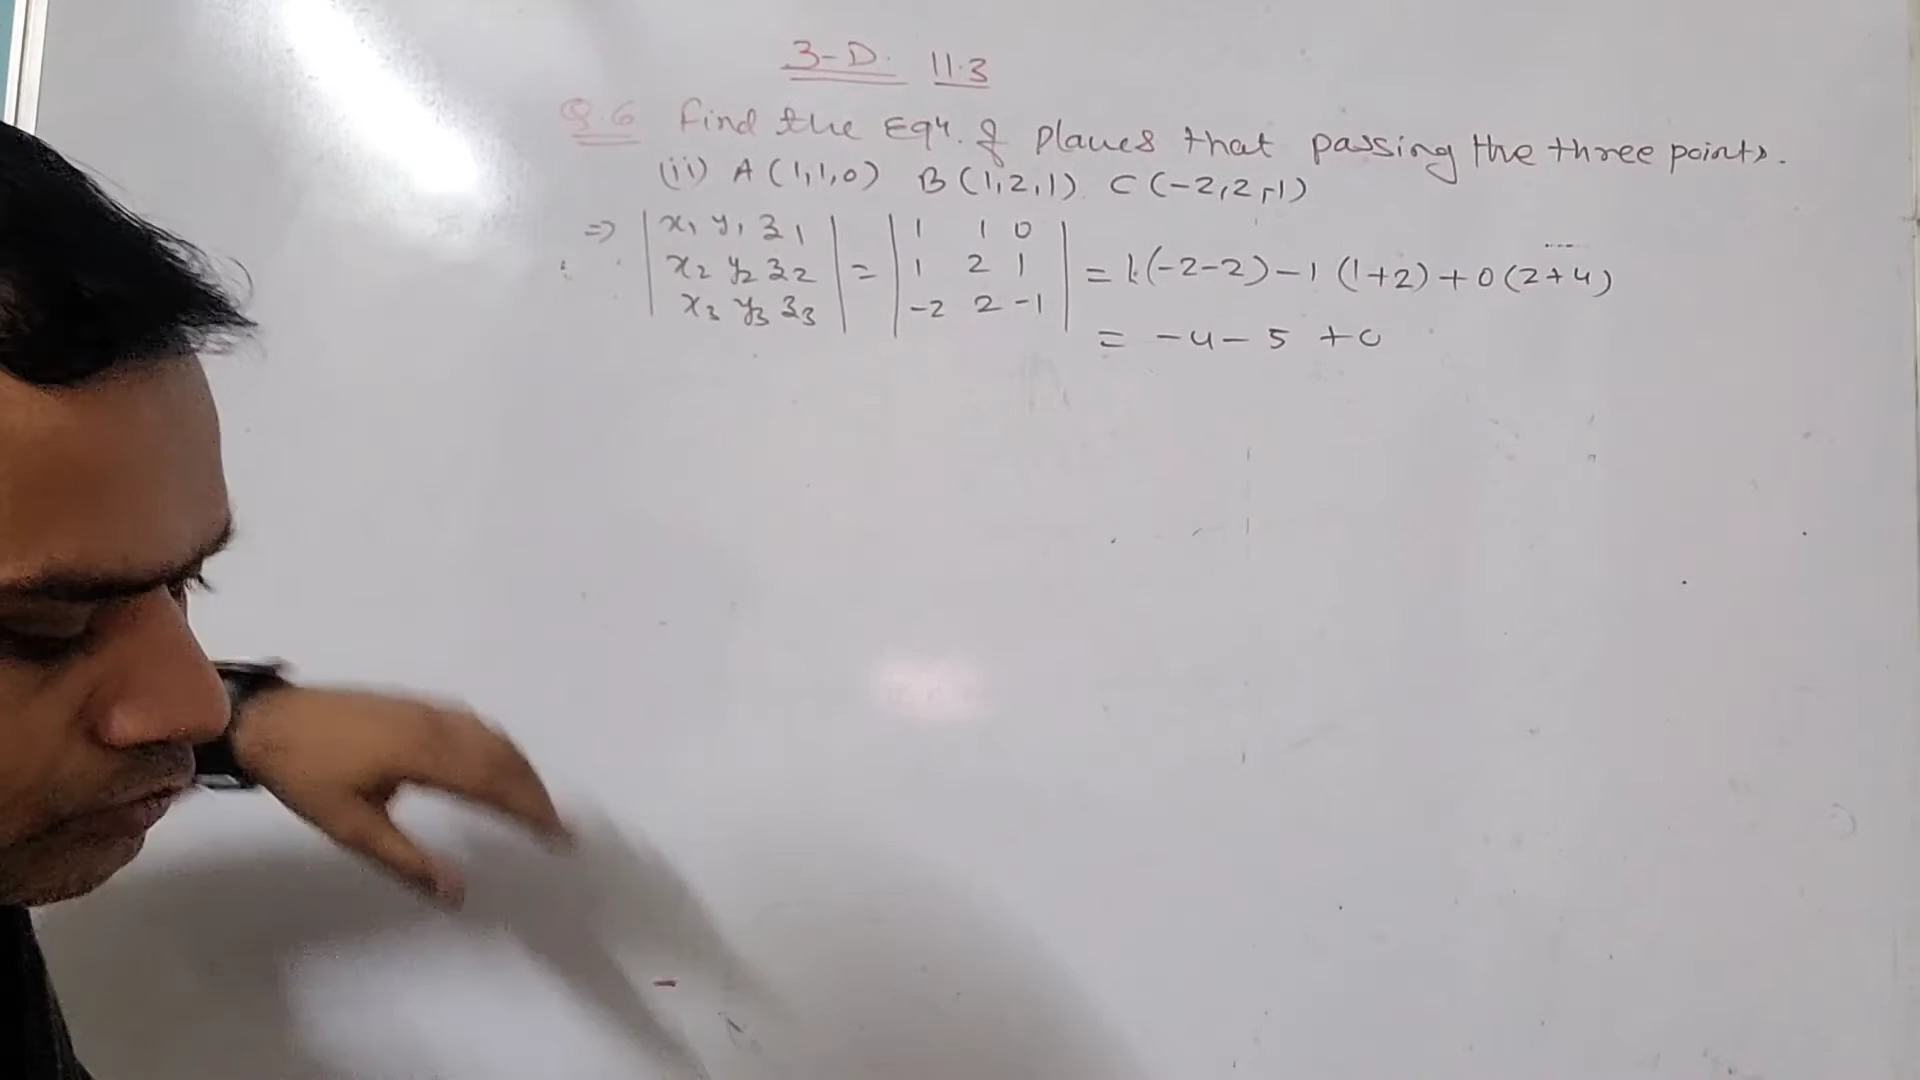 3-D. 11.3
Q.6 Find the Eqn. of Planes that passing the three points.
(ii) A (1,1,0) B (1,2,1) C (-2,2,-1)
=> | x1 y1 z1 | = | 1 1 0 | = 1.(-2-2) -1 (1+2) + 0 (2+4)
| x2 y2 z2 | | 1 2 1 |
| x3 y3 z3 | | -2 2 -1 |
= -4 - 5 + 0